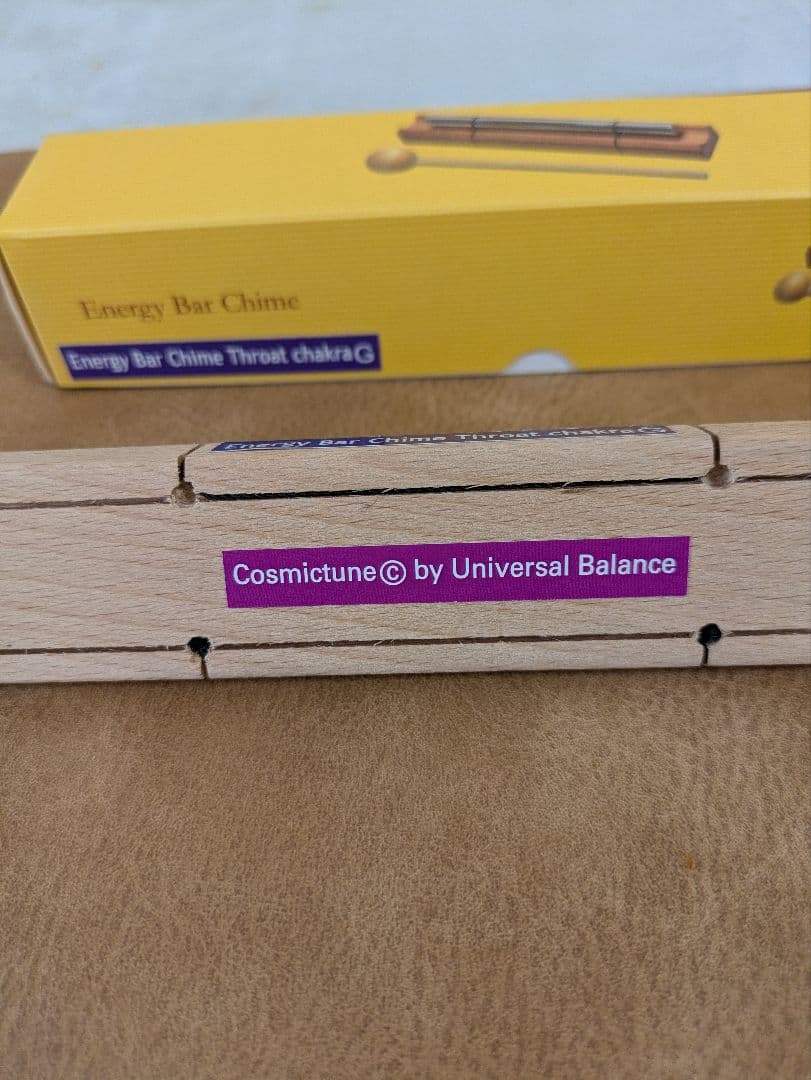 Energy Bar Chime
Energy Bar Chime Throat chakra G
Energy Bar Chime Throat chakra G
Cosmictune© by Universal Balance